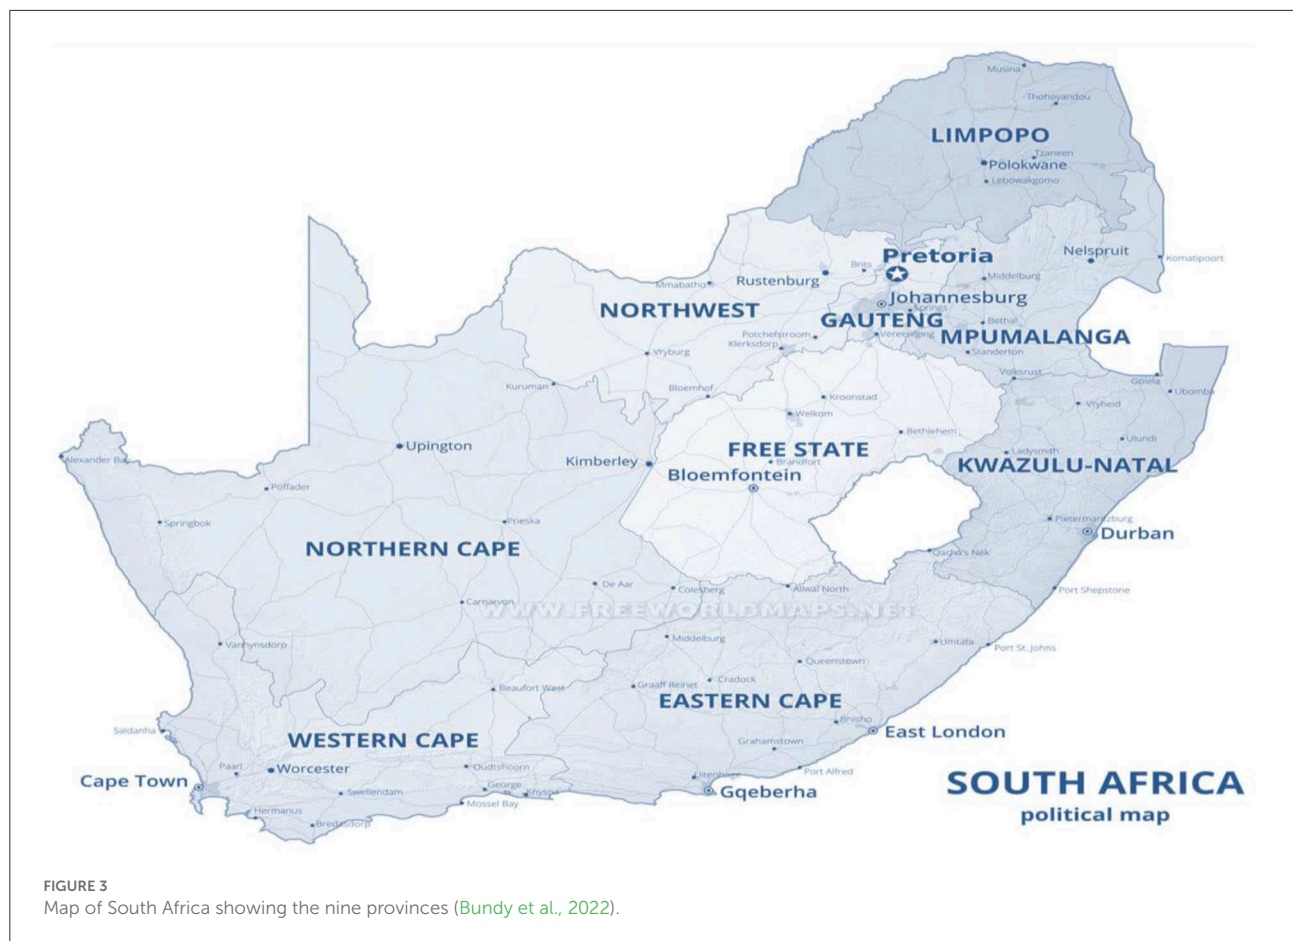 Musina
Thohoyandou
LIMPOPO
Tzaneen
Polokwane
Lebowakgomo
Pretoria
Nelspruit
Komatipoort
Brits
Rustenburg
Middelburg
Mmabatho
Johannesburg
NORTHWEST
Springs
GAUTENG
Bethal
MPUMALANGA
Potchefstroom
Vereeniging
Klerksdorp
Standerton
Vryburg
Volksrust
Golela
Kuruman
Bloemhof
Ubombo
Kroonstad
Vryheid
Welkom
Bethlehem
Ulundi
Upington
FREE STATE
Ladysmith
Alexander Bay
Kimberley
Brandfort
KWAZULU-NATAL
Bloemfontein
Poffader
Springbok
Prieska
Pietermaritzburg
Durban
NORTHERN CAPE
Qacha's Nek
De Aar
Colesberg
Aliwal North
Port Shepstone
Carnarvon
WWW.FREEWORLDMAPS.NET
Vanhynsdorp
Middelburg
Umtata
Port St. Johns
Queenstown
Beaufort West
Graaff Reinet
Cradock
EASTERN CAPE
Bhisho
Saldanha
East London
WESTERN CAPE
Grahamstown
Paarl
Worcester
Oudtshoorn
Port Alfred
Cape Town
Uitenhage
SOUTH AFRICA
George
Swellendam
Knysna
Gqeberha
Mossel Bay
Hermanus
political map
Bredasdorp
FIGURE 3
Map of South Africa showing the nine provinces (Bundy et al., 2022).